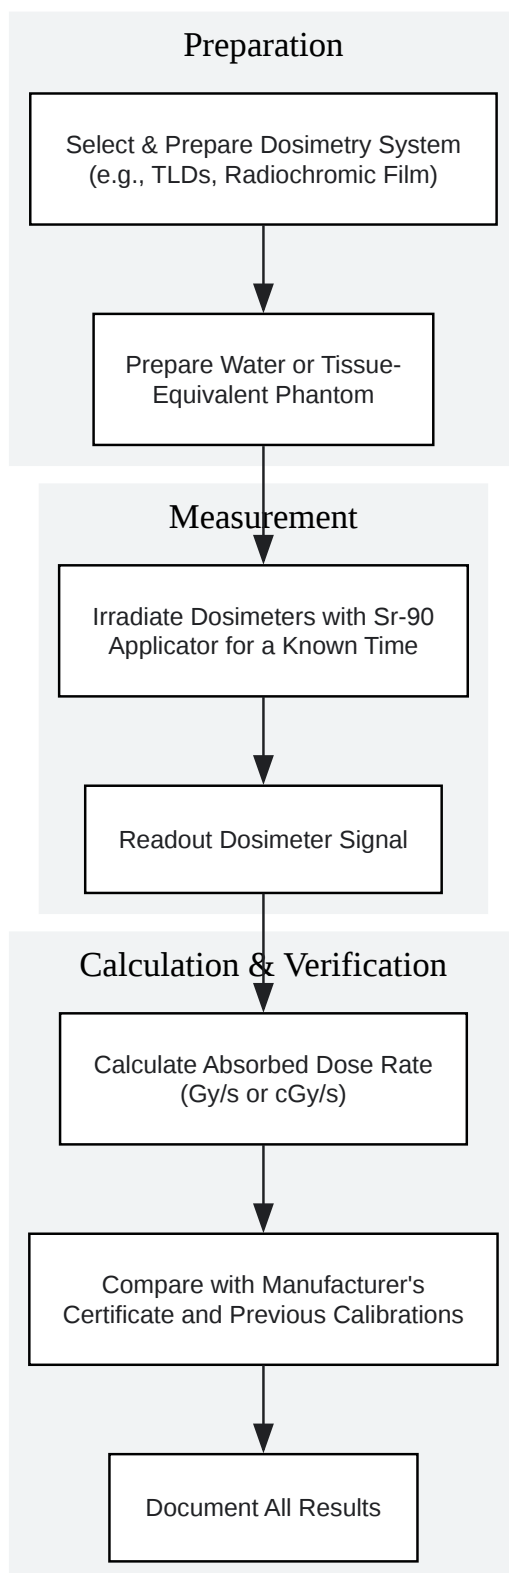 Preparation
Select & Prepare Dosimetry System
(e.g., TLDs, Radiochromic Film)
Prepare Water or Tissue-
Equivalent Phantom
Measurement
Irradiate Dosimeters with Sr-90
Applicator for a Known Time
Readout Dosimeter Signal
Calculation & Verification
Calculate Absorbed Dose Rate
(Gy/s or cGy/s)
Compare with Manufacturer's
Certificate and Previous Calibrations
Document All Results